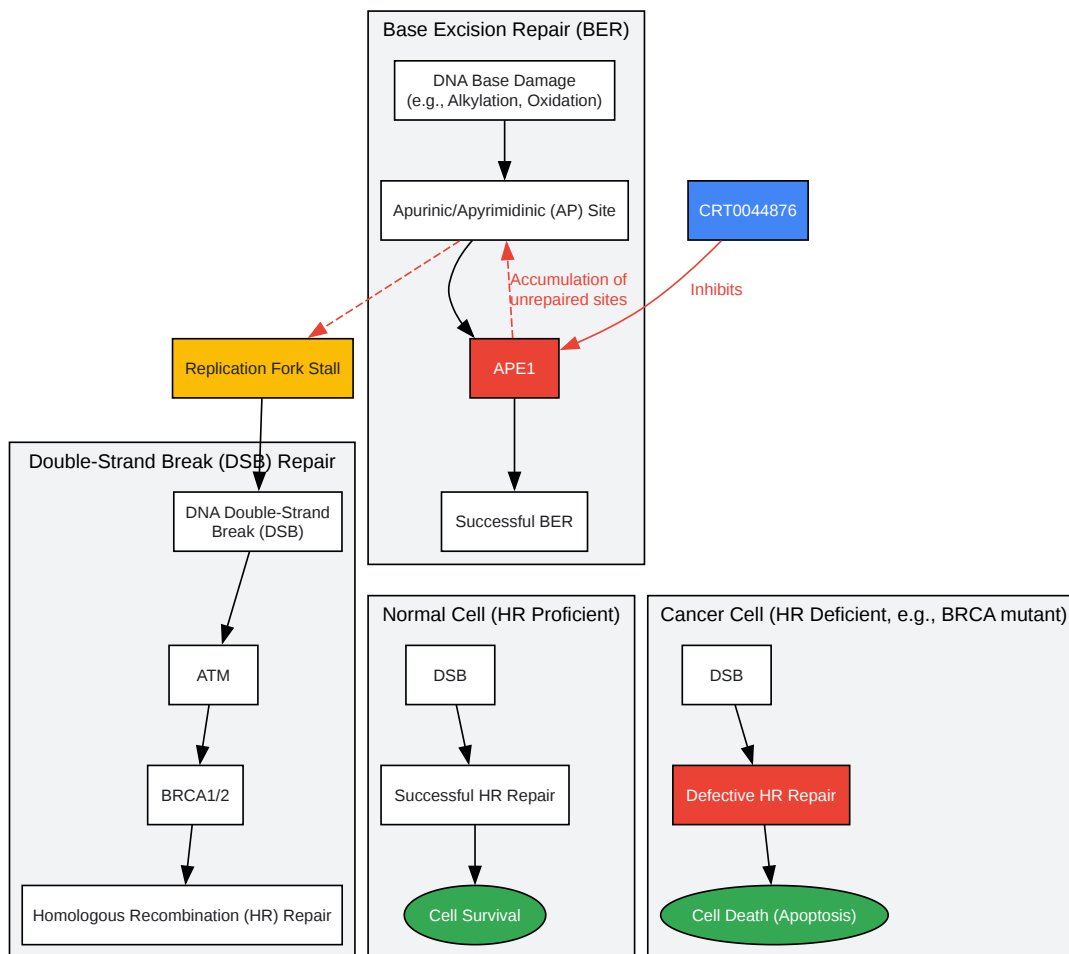 Base Excision Repair (BER)
DNA Base Damage
(e.g., Alkylation, Oxidation)
Apurinic/Apyrimidinic (AP) Site
CRT0044876
Accumulation of
unrepaired sites
Inhibits
Replication Fork Stall
APE1
Double-Strand Break (DSB) Repair
DNA Double-Strand
Break (DSB)
Successful BER
ATM
BRCA1/2
Homologous Recombination (HR) Repair
Normal Cell (HR Proficient)
DSB
Successful HR Repair
Cell Survival
Cancer Cell (HR Deficient, e.g., BRCA mutant)
DSB
Defective HR Repair
Cell Death (Apoptosis)